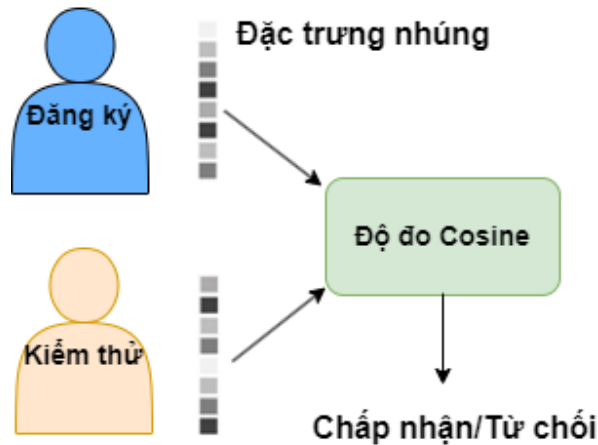 Đặc trưng nhúng
Đăng ký
Độ đo Cosine
Kiểm thử
Chấp nhận/Từ chối